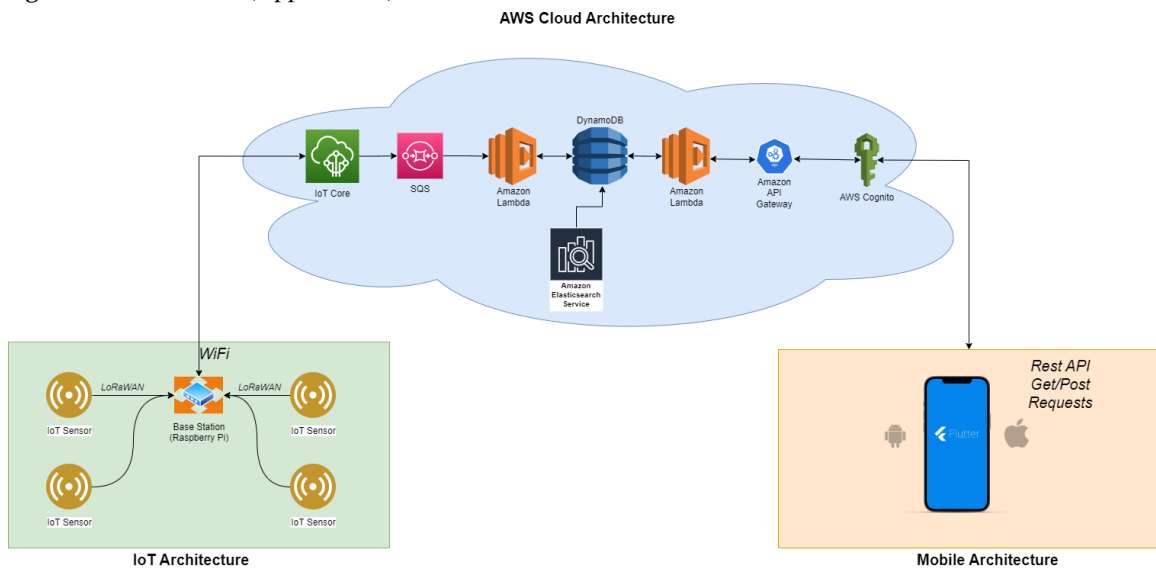 AWS Cloud Architecture
DynamoDB
IoT Core
SQS
Amazon
Lambda
Amazon
Lambda
API
Amazon
API
Gateway
AWS Cognito
Amazon
Elasticsearch
Service
WiFi
LoRaWAN
LoRaWAN
IoT Sensor
Base Station
(Raspberry Pi)
IoT Sensor
IoT Sensor
IoT Sensor
IoT Architecture
Rest API
Get/Post
Requests
Flutter
Mobile Architecture